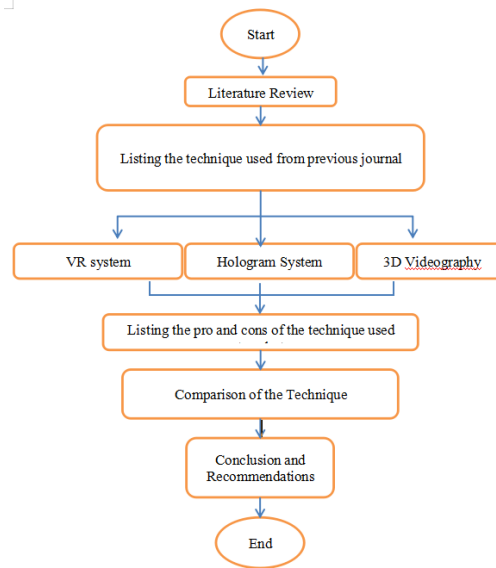 Start
Literature Review
Listing the technique used from previous journal
VR system
Hologram System
3D Videography
Listing the pro and cons of the technique used
Comparison of the Technique
Conclusion and
Recommendations
End